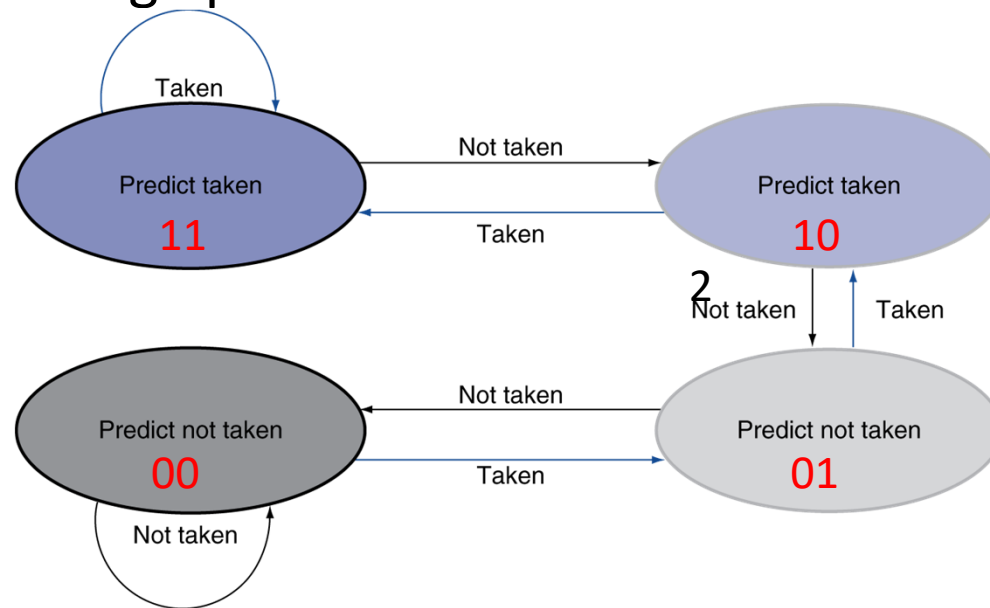 Taken
Not taken
Predict taken
Predict taken
11
10
Taken
2
Not taken
Taken
Not taken
Predict not taken
Predict not taken
00
01
Taken
Not taken